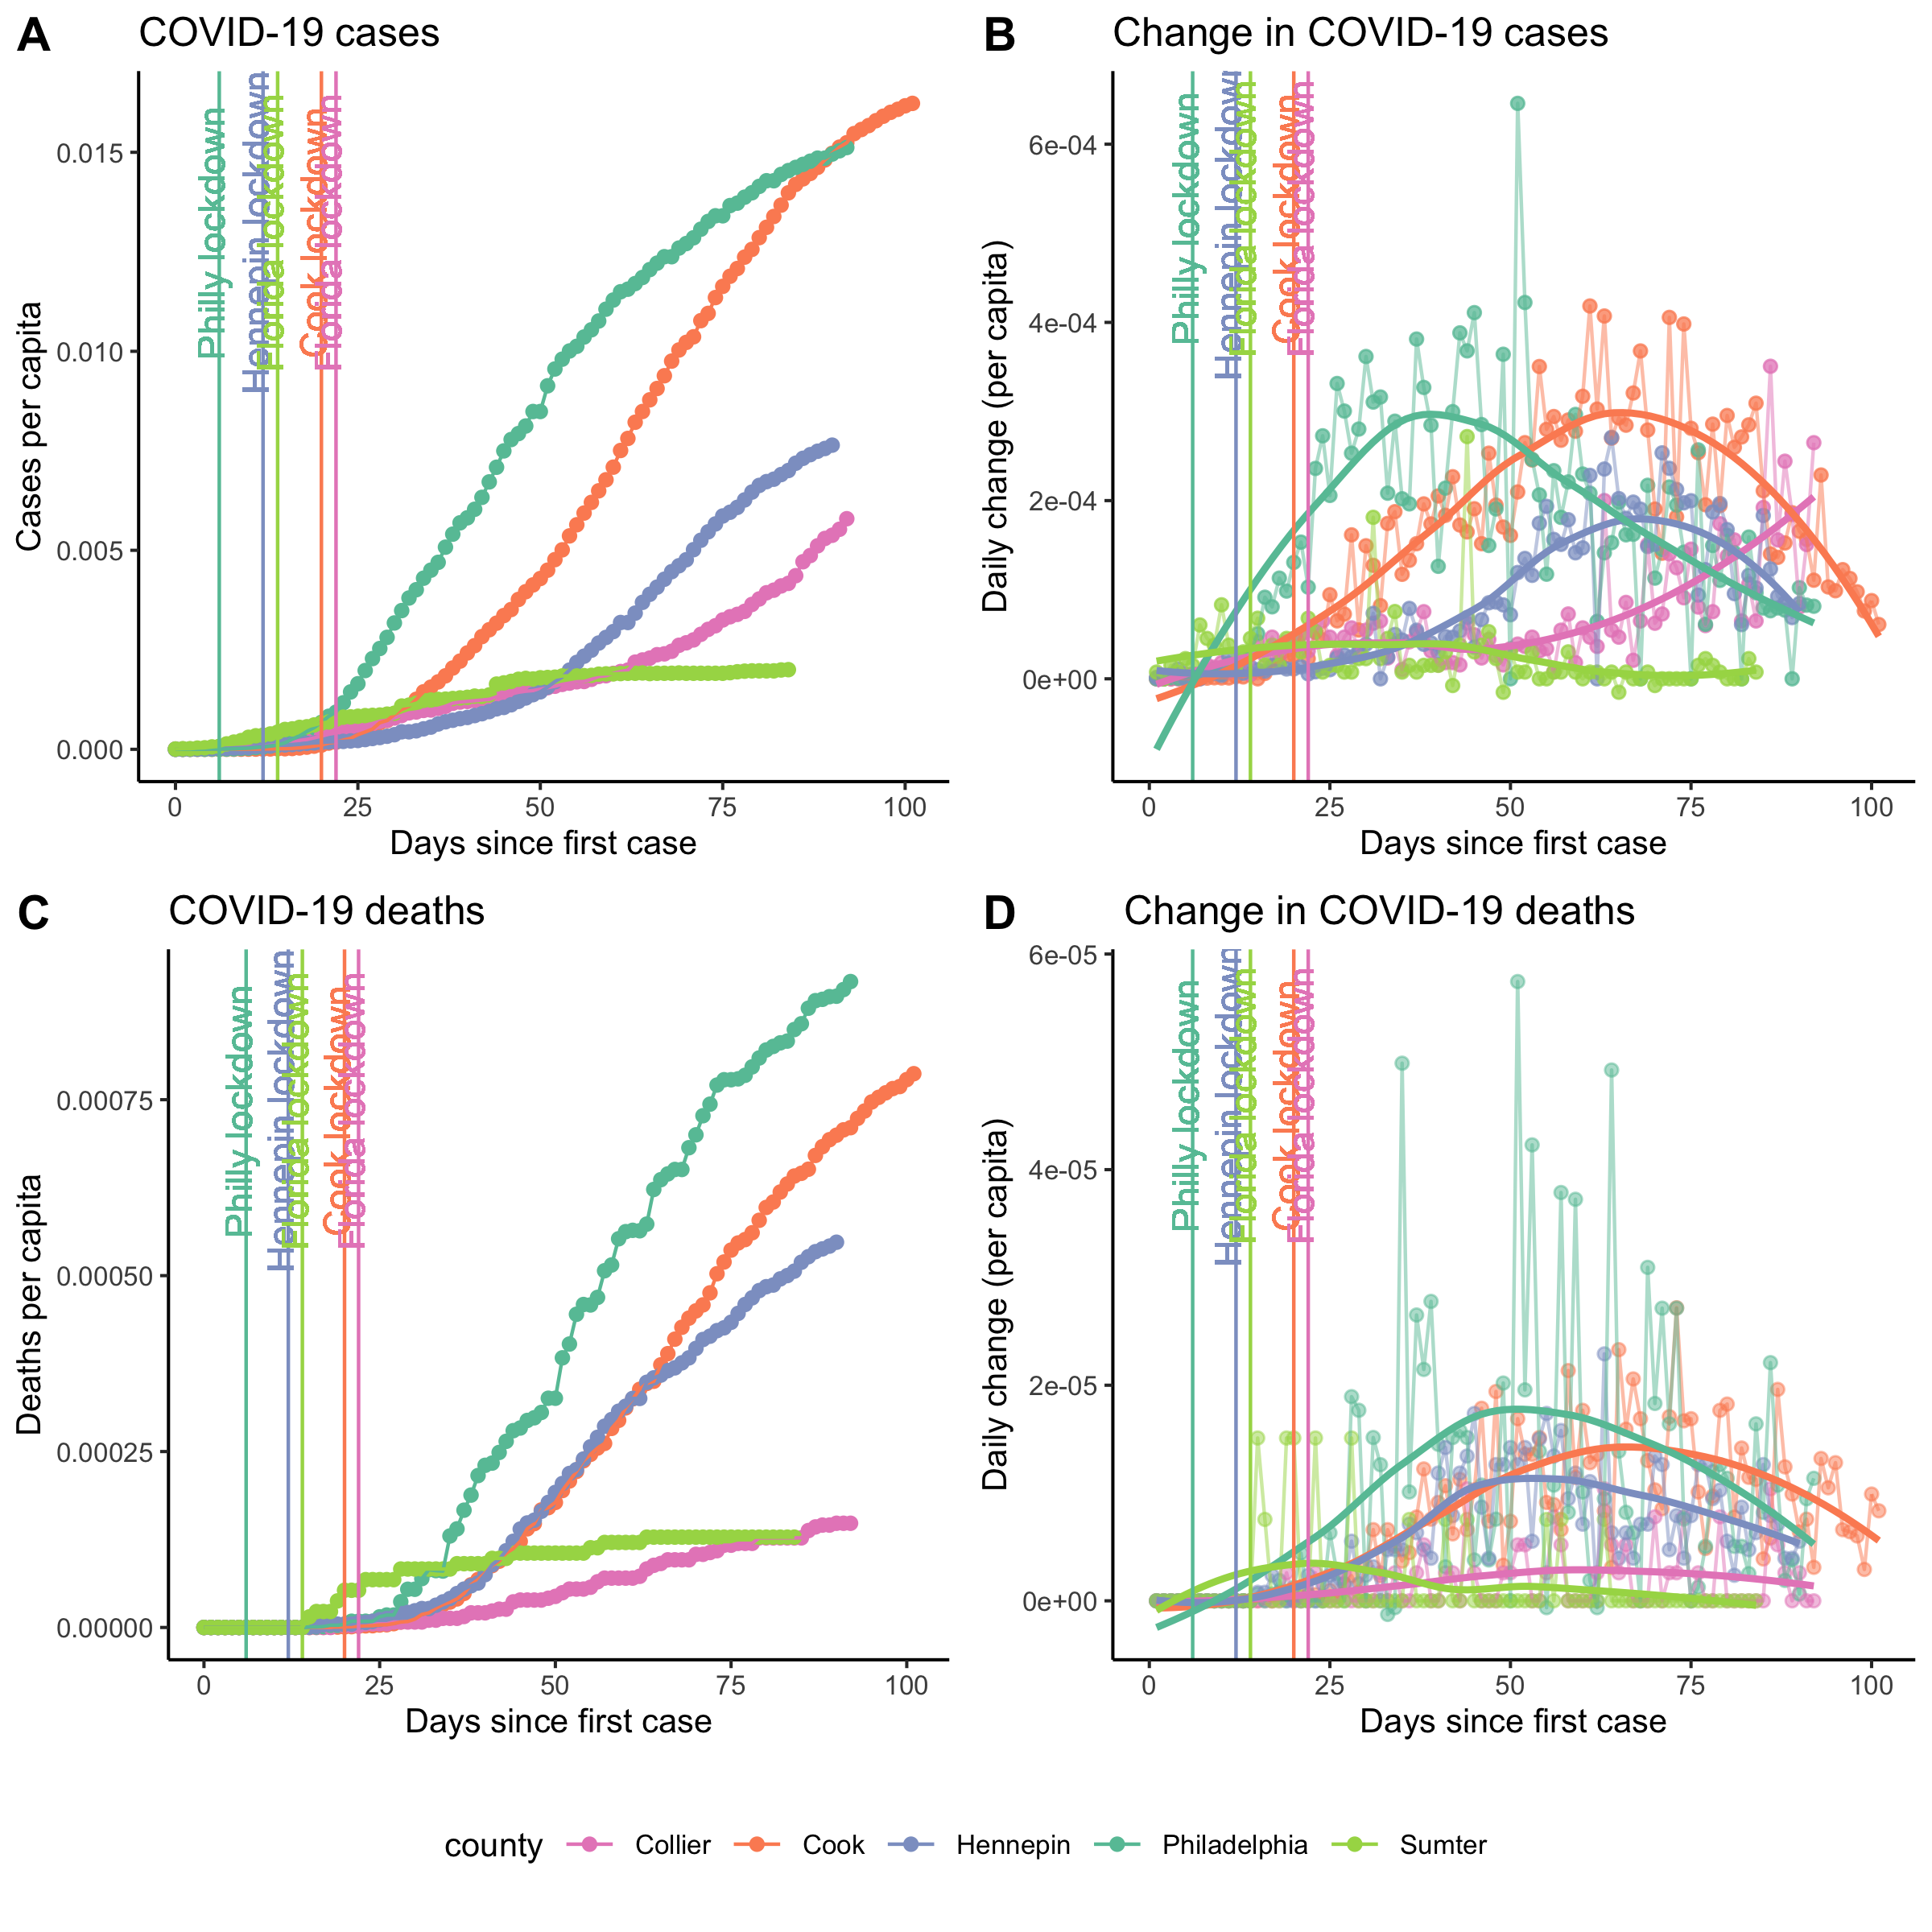 A COVID-19 cases
Cases per capita
0.015
0.010
0.005
0.000
Philly lockdown
Hennepin lockdown
Florida lockdown
Cook lockdown
Florida lockdown
0 25 50 75 100
Days since first case
B Change in COVID-19 cases
Daily change (per capita)
6e-04
4e-04
2e-04
0e+00
Philly lockdown
Hennepin lockdown
Florida lockdown
Cook lockdown
Florida lockdown
0 25 50 75 100
Days since first case
C COVID-19 deaths
Deaths per capita
0.00075
0.00050
0.00025
0.00000
Philly lockdown
Hennepin lockdown
Florida lockdown
Cook lockdown
Florida lockdown
0 25 50 75 100
Days since first case
D Change in COVID-19 deaths
Daily change (per capita)
6e-05
4e-05
2e-05
0e+00
Philly lockdown
Hennepin lockdown
Florida lockdown
Cook lockdown
Florida lockdown
0 25 50 75 100
Days since first case
county Collier Cook Hennepin Philadelphia Sumter